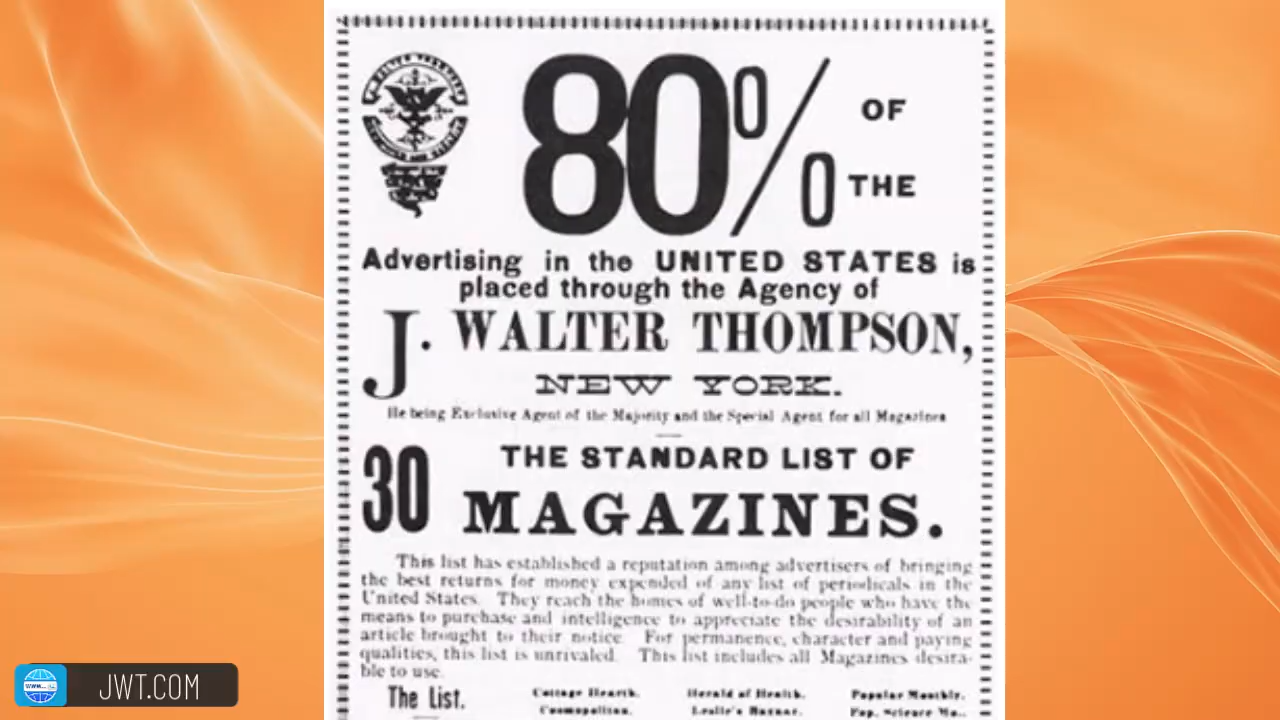 80% OF
THE
Advertising in the UNITED STATES is
placed through the Agency of
J. WALTER THOMPSON,
NEW YORK.
He being Exclusive Agent of the Majority and the Special Agent for all Magazines
30 THE STANDARD LIST OF
MAGAZINES.
This list has established a reputation among advertisers of bringing
the best returns for money expended of any list of periodicals in the
United States. They reach the homes of well-to-do people who have the
means to purchase and intelligence to appreciate the desirability of an
article brought to their notice. For permanence, character and paying
qualities, this list is unrivaled. This list includes all Magazines desira-
ble to use.
The List. Cottage Hearth. Herald of Health. Popular Monthly.
Cosmopolitan. Leslie's Bazaar. Pop. Science Mo..
JWT.COM